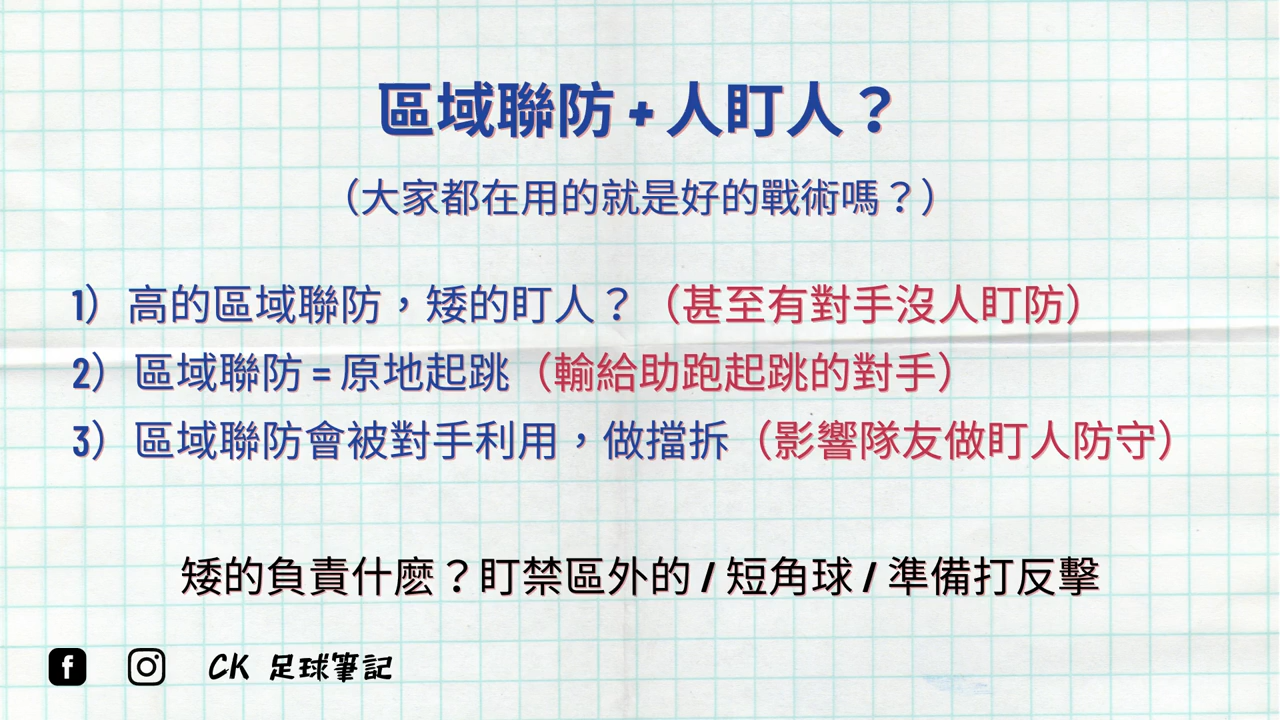 區域聯防 + 人盯人？
（大家都在用的就是好的戰術嗎？）
1） 高的區域聯防，矮的盯人？（甚至有對手沒人盯防）
2） 區域聯防 = 原地起跳（輸給助跑起跳的對手）
3） 區域聯防會被對手利用，做擋拆（影響隊友做盯人防守）
矮的負責什麽？盯禁區外的 / 短角球 / 準備打反擊
CK 足球筆記